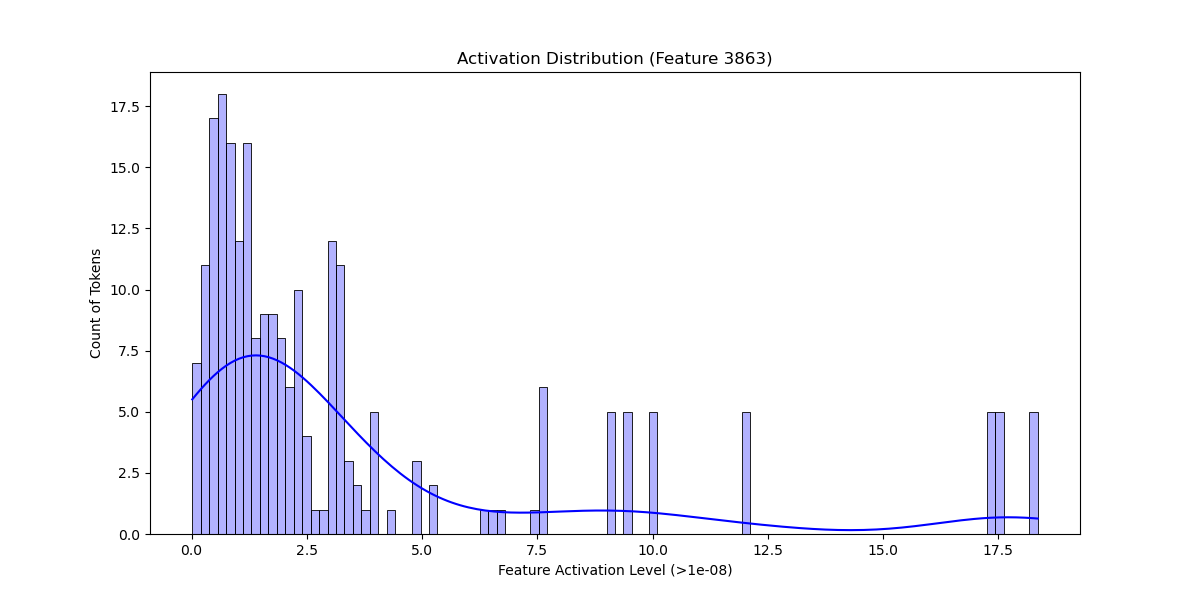 Activation Distribution (Feature 3863)
17.5
15.0
12.5
10.0
7.5
5.0
2.5
0.0
Count of Tokens
0.0 2.5 5.0 7.5 10.0 12.5 15.0 17.5
Feature Activation Level (>1e-08)